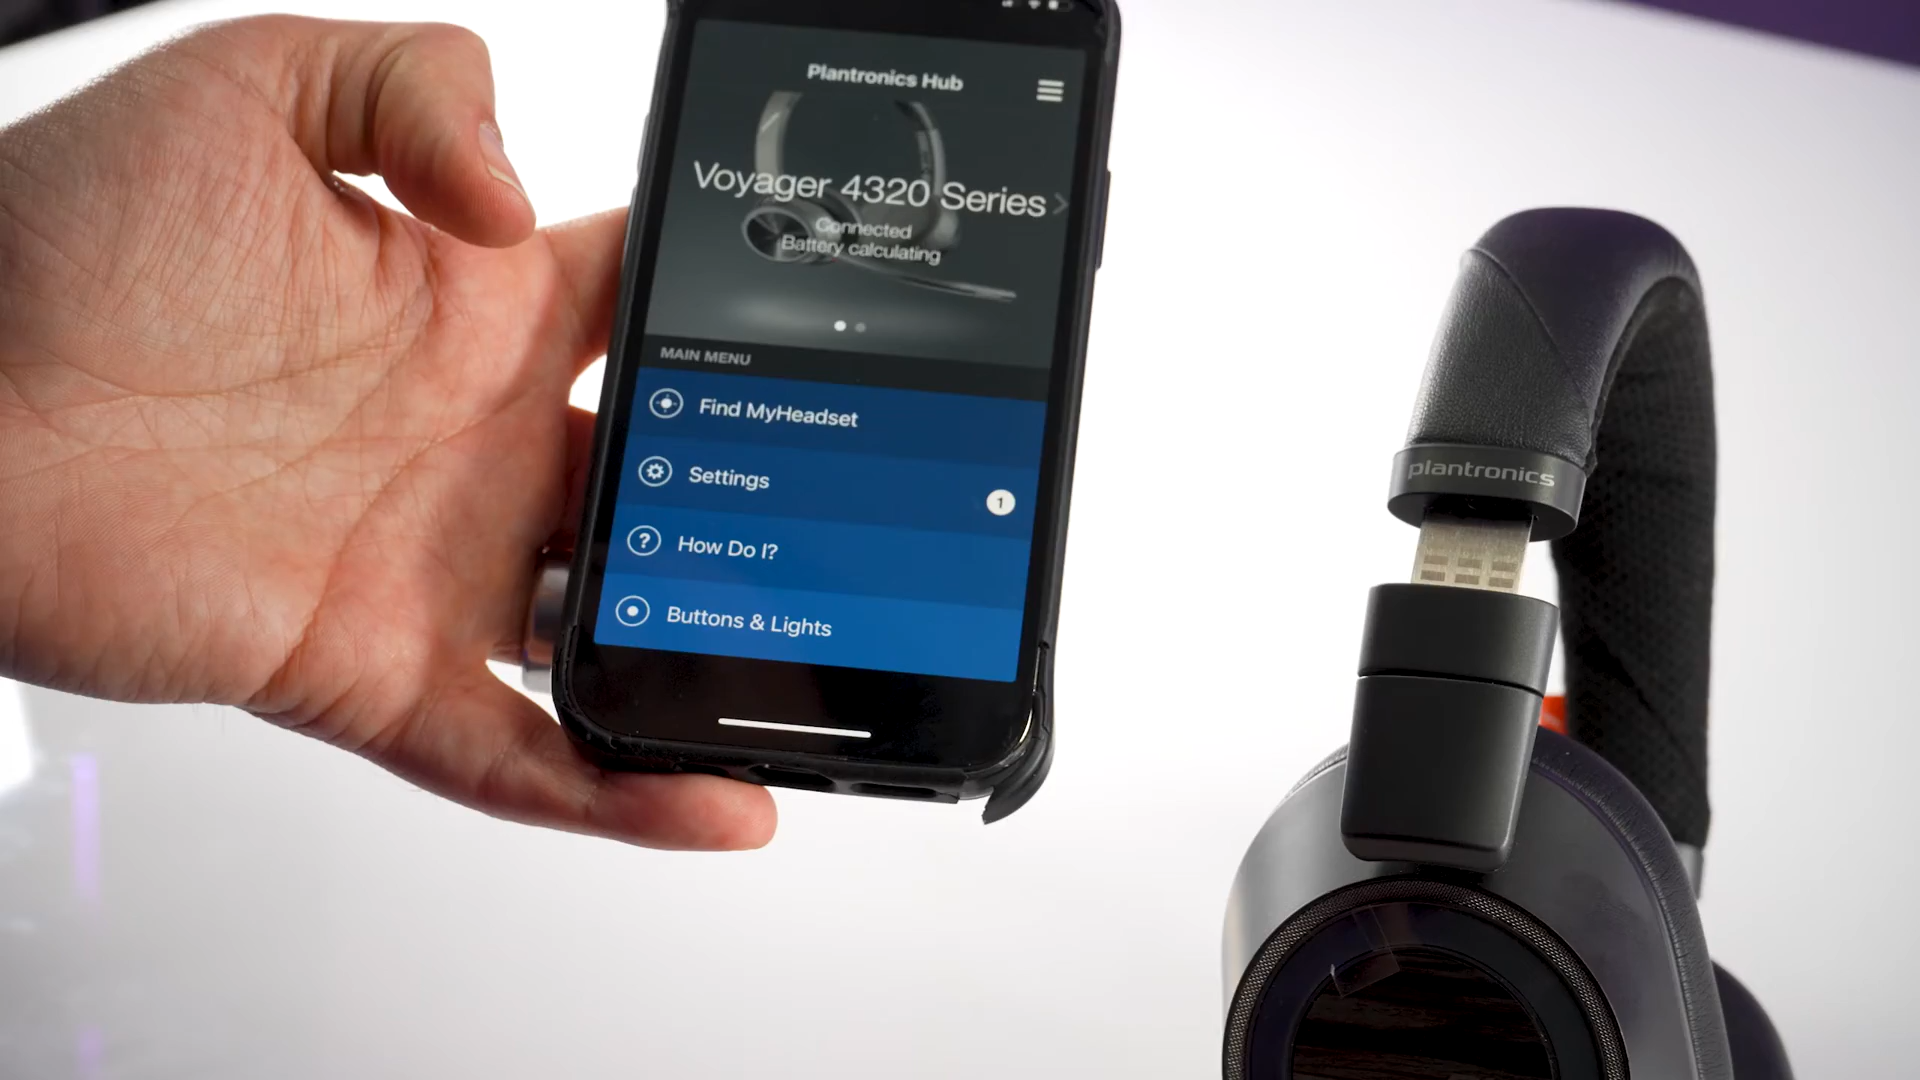 Plantronics Hub
Voyager 4320 Series
Connected
Battery calculating
MAIN MENU
Find MyHeadset
Settings
1
? How Do I?
Buttons & Lights
plantronics